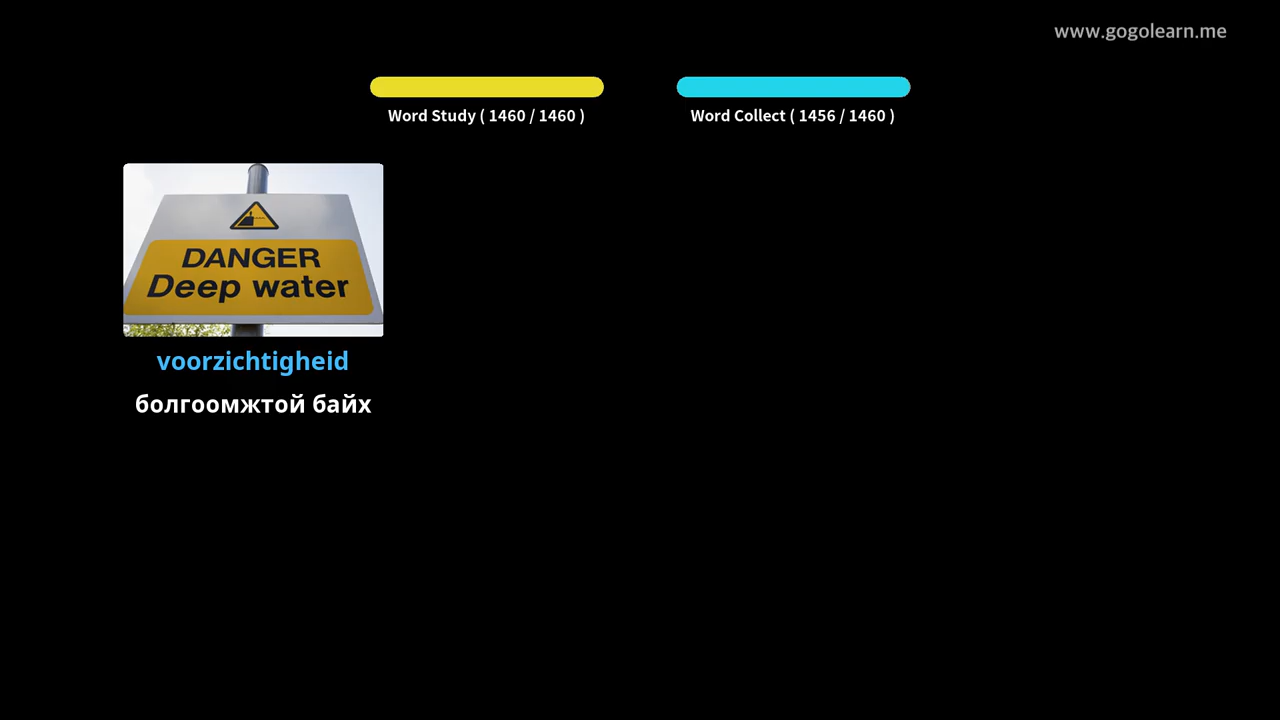 www.gogolearn.me
Word Study ( 1460 / 1460 )
Word Collect ( 1456 / 1460 )
DANGER
Deep water
voorzichtigheid
болгоомжтой байх